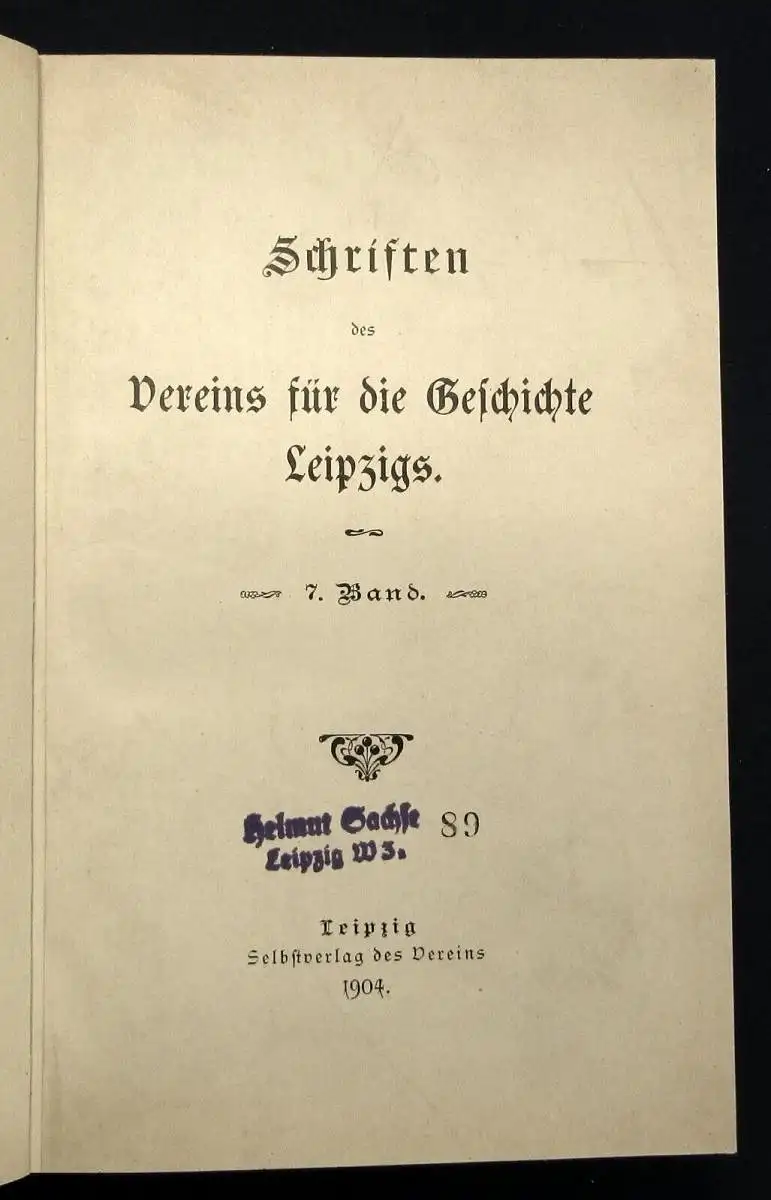 Schriften
des
Vereins für die Geschichte
Leipzigs.
7. Band.
Helmut Sachse 89
Leipzig W 3.
Leipzig
Selbstverlag des Vereins
1904.